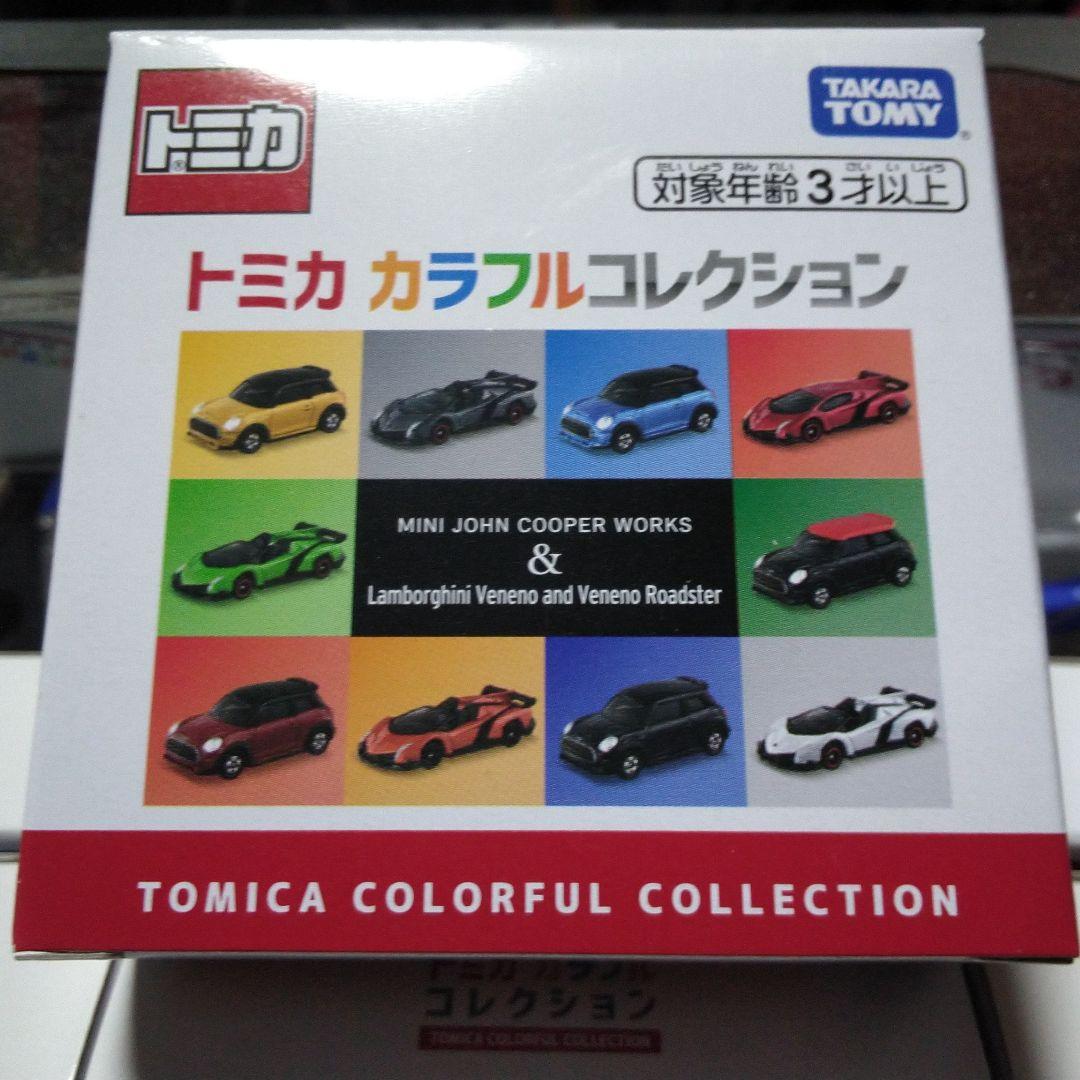 トミカ
TAKARA
TOMY
たいしょうねんれい さいいじょう
対象年齢3才以上
トミカ カラフルコレクション
MINI JOHN COOPER WORKS
&
Lamborghini Veneno and Veneno Roadster
TOMICA COLORFUL COLLECTION
トミカ カラフル
コレクション
TOMICA COLORFUL COLLECTION